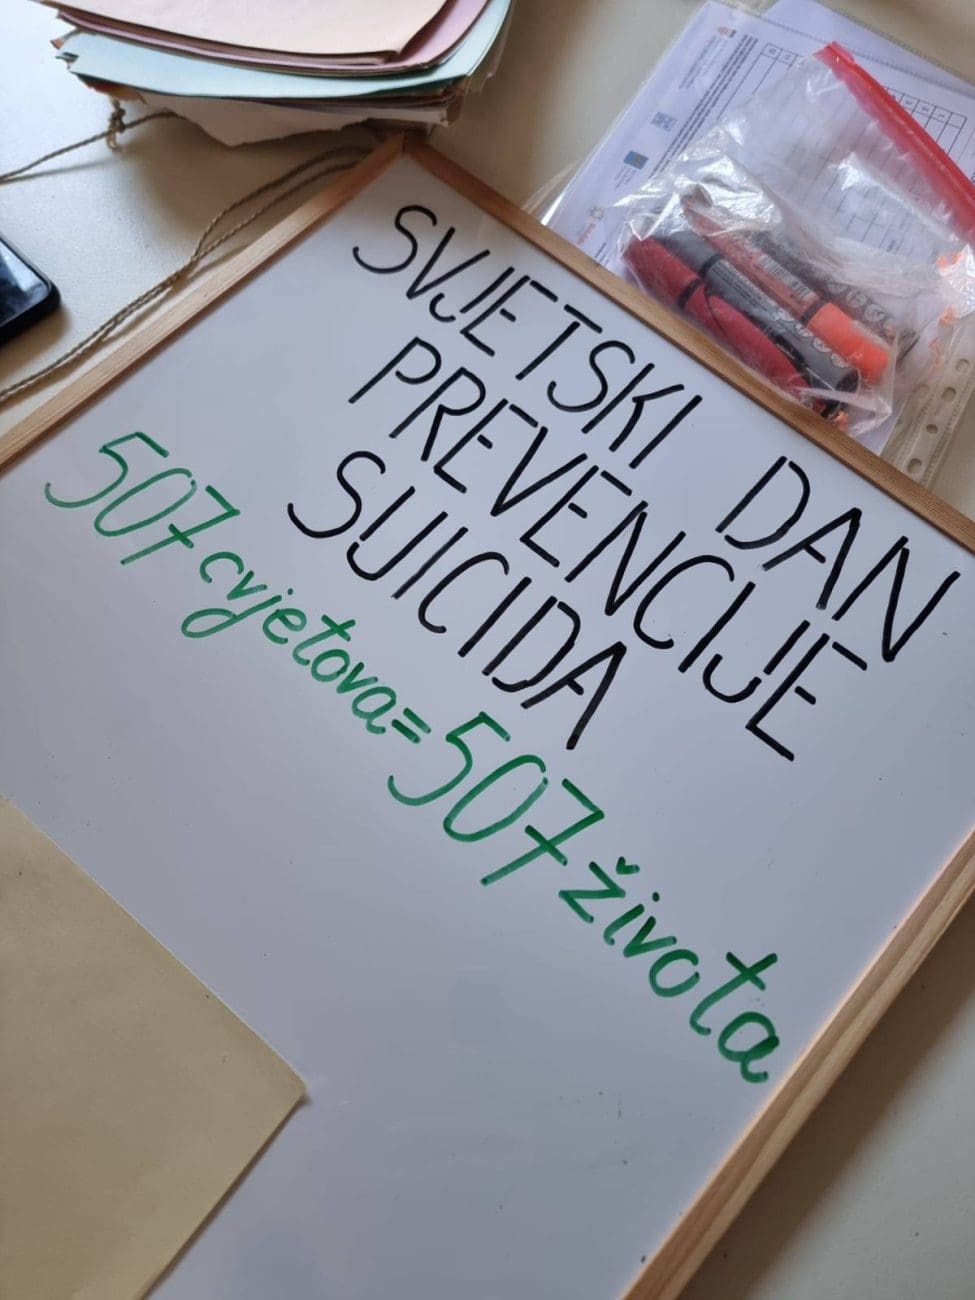 SVJETSKI DAN
PREVENCIJE
SUICIDA
507 cvjetova = 507 života